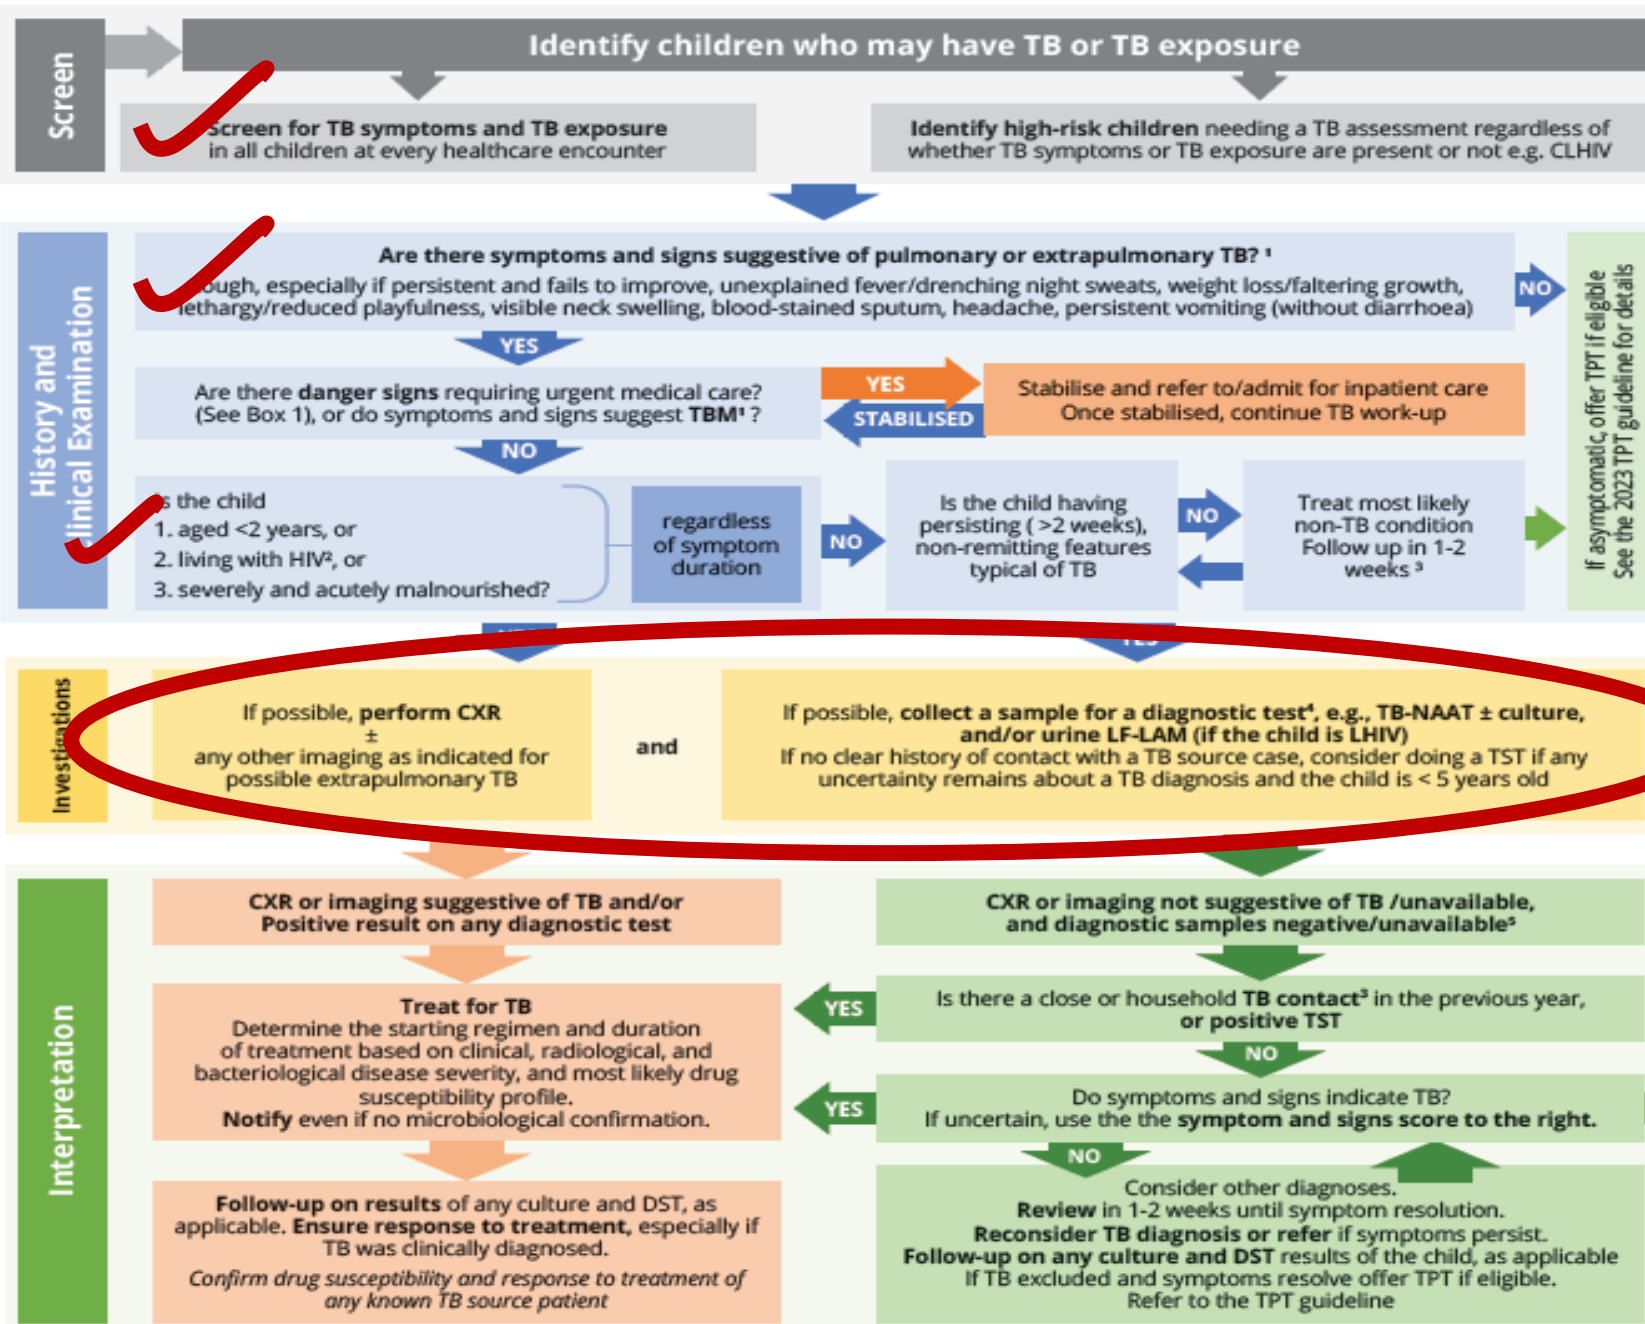 Screen
Identify children who may have TB or TB exposure
Screen for TB symptoms and TB exposure
in all children at every healthcare encounter
Identify high-risk children needing a TB assessment regardless of
whether TB symptoms or TB exposure are present or not e.g. CLHIV
History and
Clinical Examination
Are there symptoms and signs suggestive of pulmonary or extrapulmonary TB? ¹
ough, especially if persistent and fails to improve, unexplained fever/drenching night sweats, weight loss/faltering growth,
lethargy/reduced playfulness, visible neck swelling, blood-stained sputum, headache, persistent vomiting (without diarrhoea)
NO
If asymptomatic, offer TPT if eligible
See the 2023 TPT guideline for details
YES
Are there danger signs requiring urgent medical care?
(See Box 1), or do symptoms and signs suggest TBM¹ ?
YES
STABILISED
Stabilise and refer to/admit for inpatient care
Once stabilised, continue TB work-up
NO
Is the child
1. aged <2 years, or
2. living with HIV², or
3. severely and acutely malnourished?
regardless
of symptom
duration
NO
Is the child having
persisting ( >2 weeks),
non-remitting features
typical of TB
NO
Treat most likely
non-TB condition
Follow up in 1-2
weeks ³
YES
Investigations
If possible, perform CXR
±
any other imaging as indicated for
possible extrapulmonary TB
and
If possible, collect a sample for a diagnostic test⁴, e.g., TB-NAAT ± culture,
and/or urine LF-LAM (if the child is LHIV)
If no clear history of contact with a TB source case, consider doing a TST if any
uncertainty remains about a TB diagnosis and the child is < 5 years old
Interpretation
CXR or imaging suggestive of TB and/or
Positive result on any diagnostic test
CXR or imaging not suggestive of TB /unavailable,
and diagnostic samples negative/unavailable⁵
Treat for TB
Determine the starting regimen and duration
of treatment based on clinical, radiological, and
bacteriological disease severity, and most likely drug
susceptibility profile.
Notify even if no microbiological confirmation.
YES
Is there a close or household TB contact³ in the previous year,
or positive TST
NO
YES
Do symptoms and signs indicate TB?
If uncertain, use the the symptom and signs score to the right.
NO
Follow-up on results of any culture and DST, as
applicable. Ensure response to treatment, especially if
TB was clinically diagnosed.
Confirm drug susceptibility and response to treatment of
any known TB source patient
Consider other diagnoses.
Review in 1-2 weeks until symptom resolution.
Reconsider TB diagnosis or refer if symptoms persist.
Follow-up on any culture and DST results of the child, as applicable
If TB excluded and symptoms resolve offer TPT if eligible.
Refer to the TPT guideline